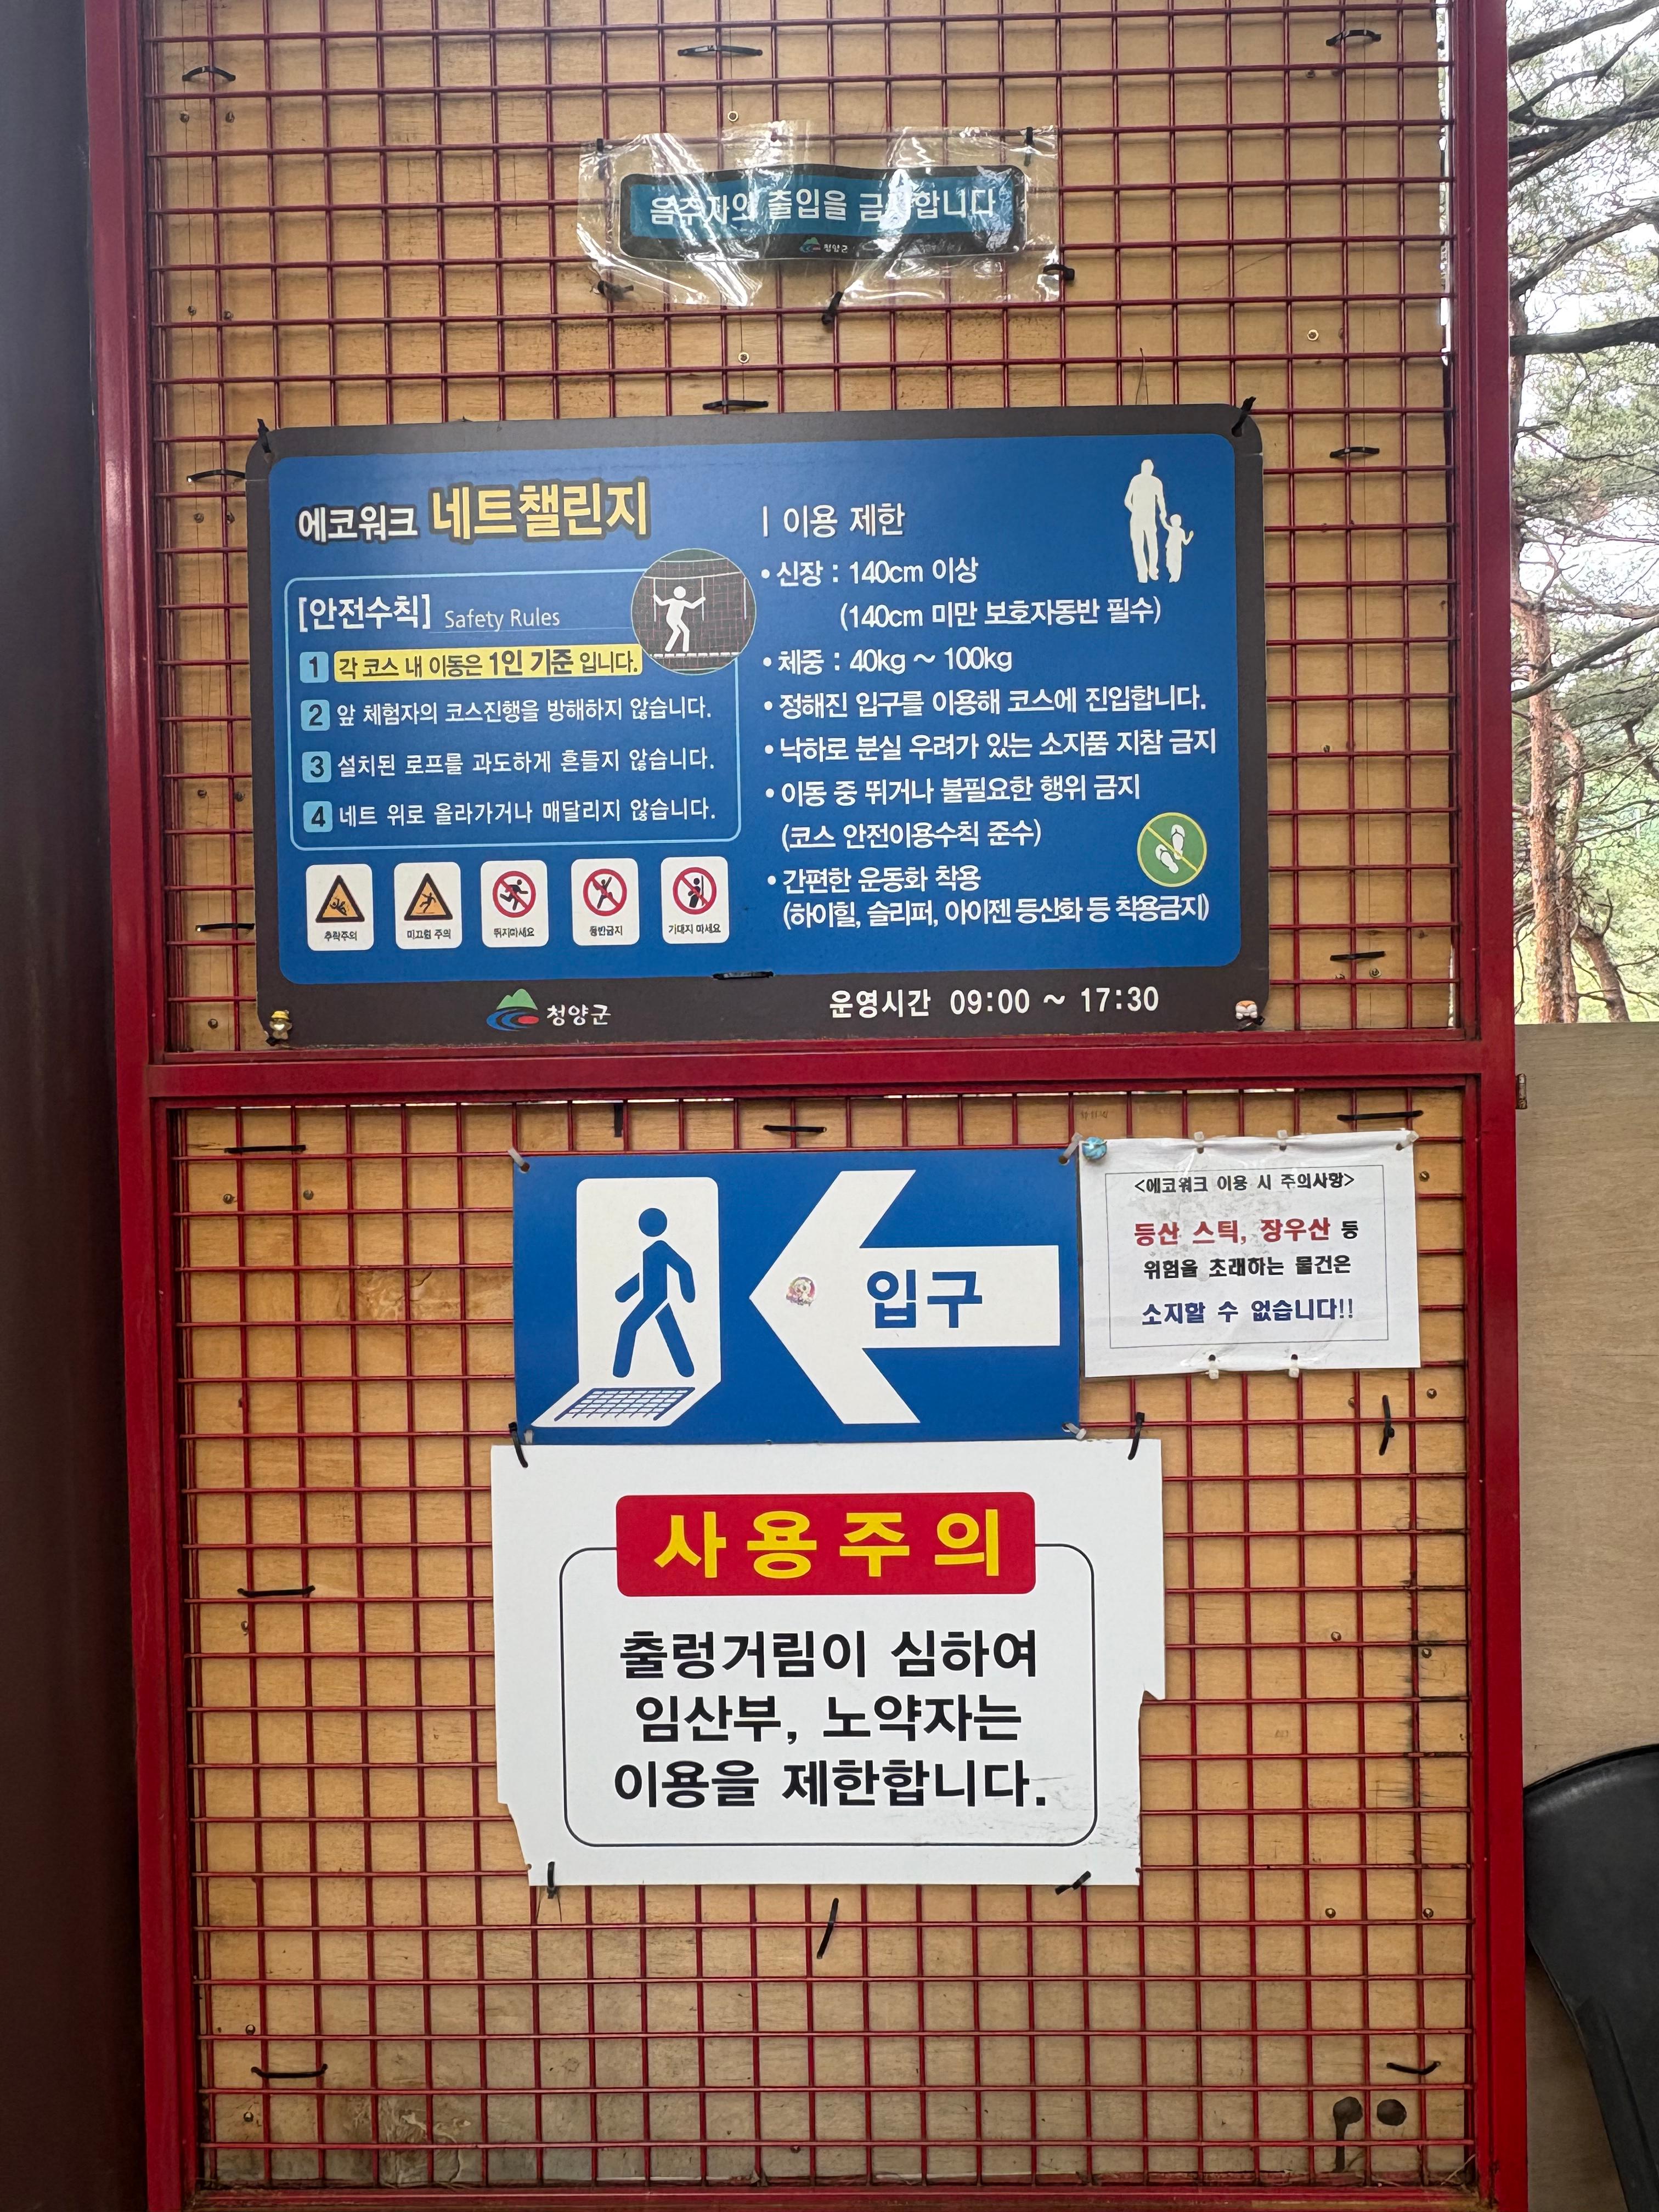 음주자의 출입을 금지합니다
청양군
에코워크 네트챌린지
[안전수칙] Safety Rules
1 각 코스 내 이동은 1인 기준 입니다.
2 앞 체험자의 코스진행을 방해하지 않습니다.
3 설치된 로프를 과도하게 흔들지 않습니다.
4 네트 위로 올라가거나 매달리지 않습니다.
추락주의
미끄럼 주의
뛰지마세요
동반금지
기대지 마세요
| 이용 제한
• 신장 : 140cm 이상
(140cm 미만 보호자동반 필수)
• 체중 : 40kg ~ 100kg
• 정해진 입구를 이용해 코스에 진입합니다.
• 낙하로 분실 우려가 있는 소지품 지참 금지
• 이동 중 뛰거나 불필요한 행위 금지
(코스 안전이용수칙 준수)
• 간편한 운동화 착용
(하이힐, 슬리퍼, 아이젠 등산화 등 착용금지)
청양군
운영시간 09:00 ~ 17:30
입구
<에코워크 이용 시 주의사항>
등산 스틱, 장우산 등
위험을 초래하는 물건은
소지할 수 없습니다!!
사용주의
출렁거림이 심하여
임산부, 노약자는
이용을 제한합니다.